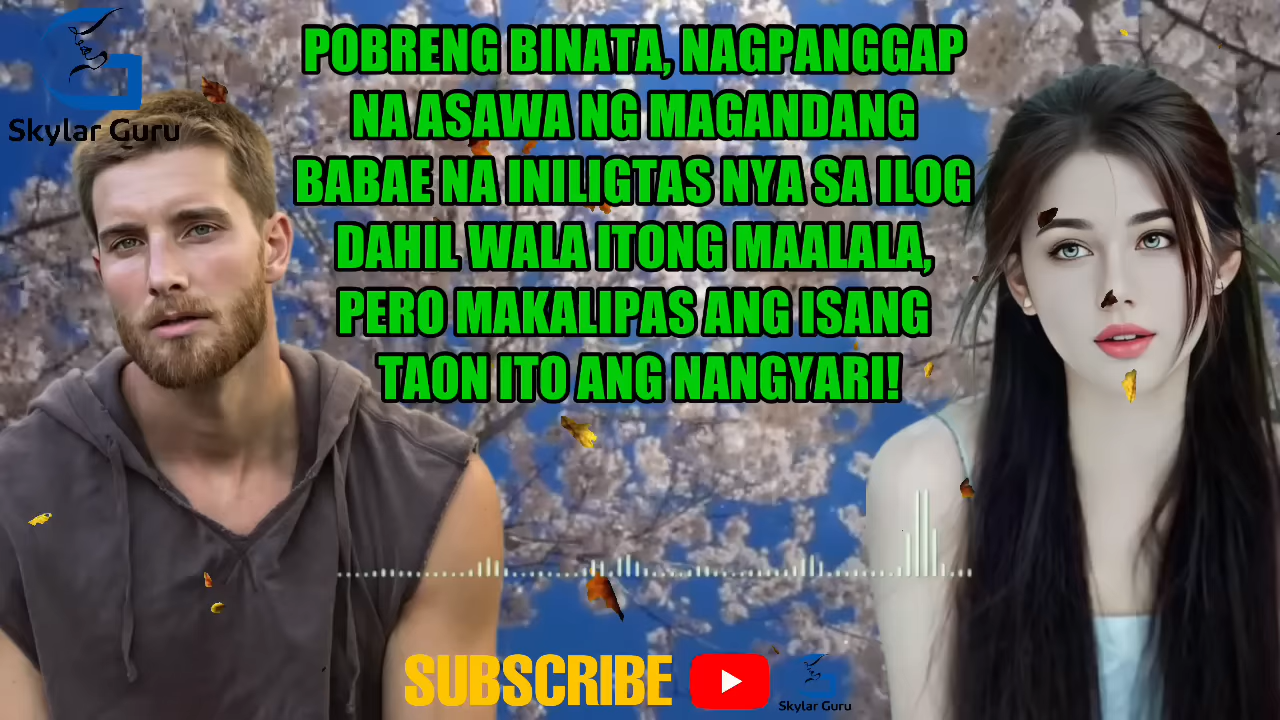 Skylar Guru
POBRENG BINATA, NAGPANGGAP
NA ASAWA NG MAGANDANG
BABAE NA INILIGTAS NYA SA ILOG
DAHIL WALA ITONG MAALALA,
PERO MAKALIPAS ANG ISANG
TAON ITO ANG NANGYARI!
SUBSCRIBE
Skylar Guru